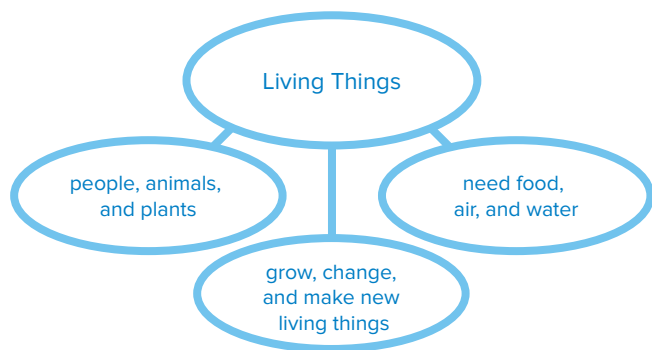 Living Things
people, animals,
and plants
need food,
air, and water
grow, change,
and make new
living things